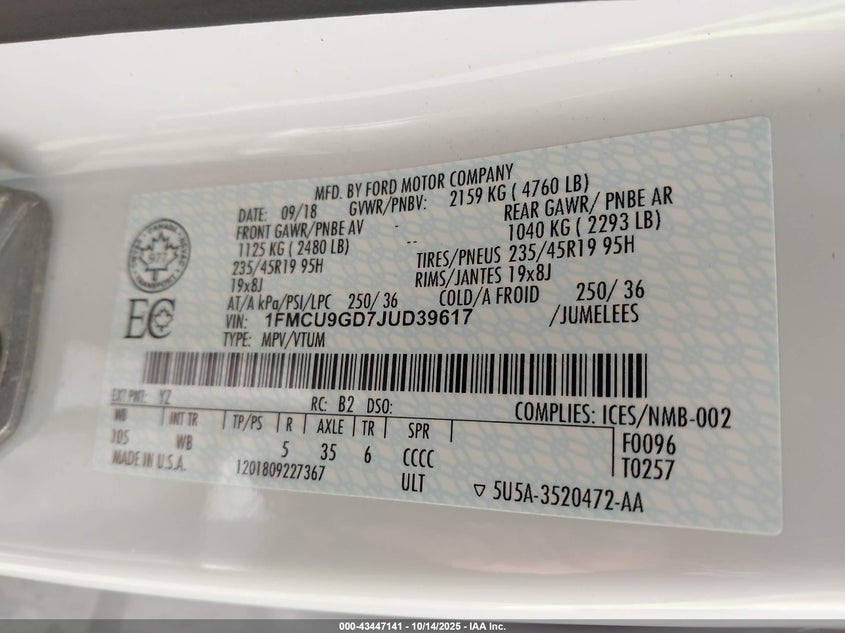 MFD. BY FORD MOTOR COMPANY
DATE: 09/18 GVWR/PNBV: 2159 KG ( 4760 LB)
FRONT GAWR/PNBE AV -- REAR GAWR/ PNBE AR
1125 KG ( 2480 LB) -- 1040 KG ( 2293 LB)
235/45R19 95H TIRES/PNEUS 235/45R19 95H
19x8J RIMS/JANTES 19x8J
AT/A kPa/PSI/LPC 250/ 36 COLD/A FROID 250/ 36
VIN: 1FMCU9GD7JUD39617 /JUMELEES
TYPE: MPV/VTUM
EXT PNT: YZ RC: B2 DSO: COMPLIES: ICES/NMB-002
WB INT TR TP/PS R AXLE TR SPR F0096
105 WB 5 35 6 CCCC T0257
MADE IN U.S.A. 1201809227367 ULT ▽ 5U5A-3520472-AA
CANADA
977
TRANSPORT
EC
000-43447141 - 10/14/2025 - IAA Inc.